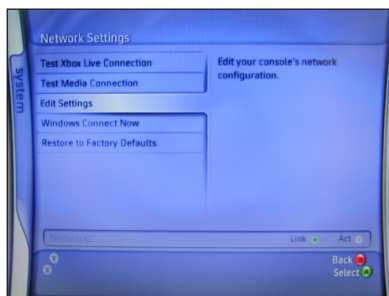 Network Settings
system
Test Xbox Live Connection
Test Media Connection
Edit Settings
Windows Connect Now
Restore to Factory Defaults
Edit your console's network
configuration.
Network:
Link
Act
Y
X
Back B
Select A